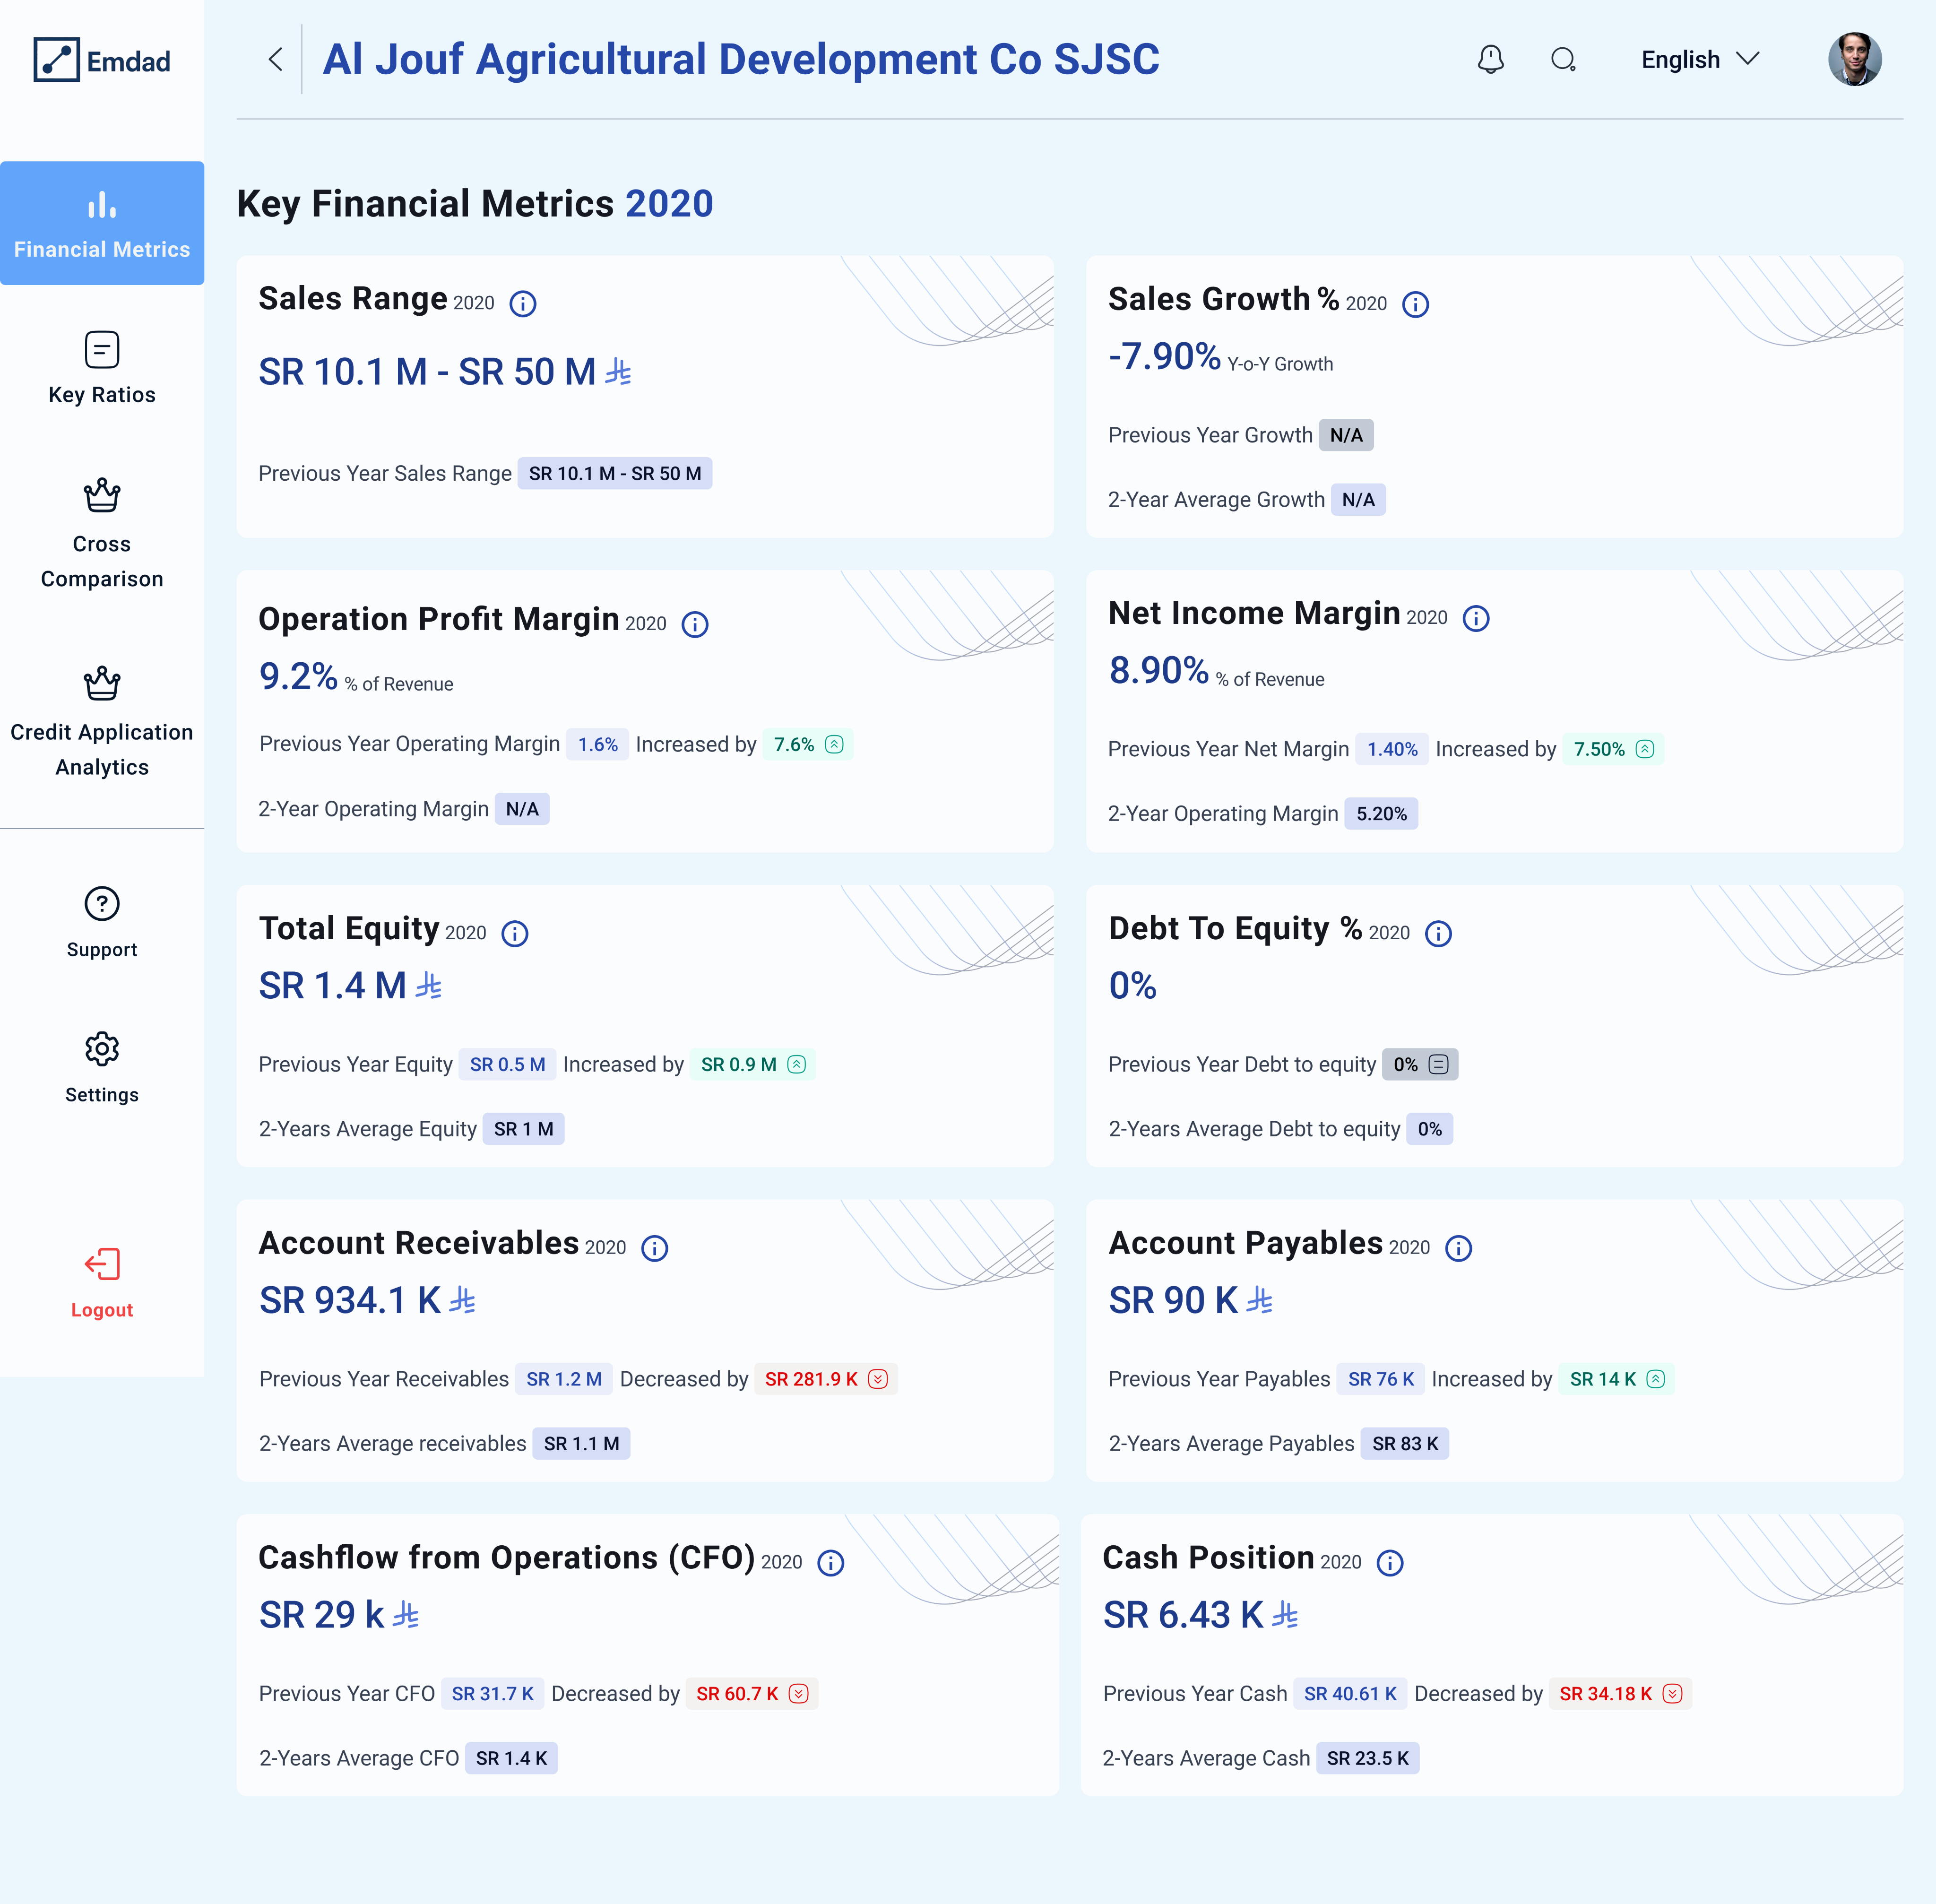 Emdad
Al Jouf Agricultural Development Co SJSC
English
Financial Metrics
Key Ratios
Cross
Comparison
Credit Application
Analytics
Support
Settings
Logout
Key Financial Metrics 2020
Sales Range 2020
SR 10.1 M - SR 50 M
Previous Year Sales Range SR 10.1 M - SR 50 M
Sales Growth % 2020
-7.90% Y-o-Y Growth
Previous Year Growth N/A
2-Year Average Growth N/A
Operation Profit Margin 2020
9.2% % of Revenue
Previous Year Operating Margin 1.6% Increased by 7.6%
2-Year Operating Margin N/A
Net Income Margin 2020
8.90% % of Revenue
Previous Year Net Margin 1.40% Increased by 7.50%
2-Year Operating Margin 5.20%
Total Equity 2020
SR 1.4 M
Previous Year Equity SR 0.5 M Increased by SR 0.9 M
2-Years Average Equity SR 1 M
Debt To Equity % 2020
0%
Previous Year Debt to equity 0%
2-Years Average Debt to equity 0%
Account Receivables 2020
SR 934.1 K
Previous Year Receivables SR 1.2 M Decreased by SR 281.9 K
2-Years Average receivables SR 1.1 M
Account Payables 2020
SR 90 K
Previous Year Payables SR 76 K Increased by SR 14 K
2-Years Average Payables SR 83 K
Cashflow from Operations (CFO) 2020
SR 29 k
Previous Year CFO SR 31.7 K Decreased by SR 60.7 K
2-Years Average CFO SR 1.4 K
Cash Position 2020
SR 6.43 K
Previous Year Cash SR 40.61 K Decreased by SR 34.18 K
2-Years Average Cash SR 23.5 K